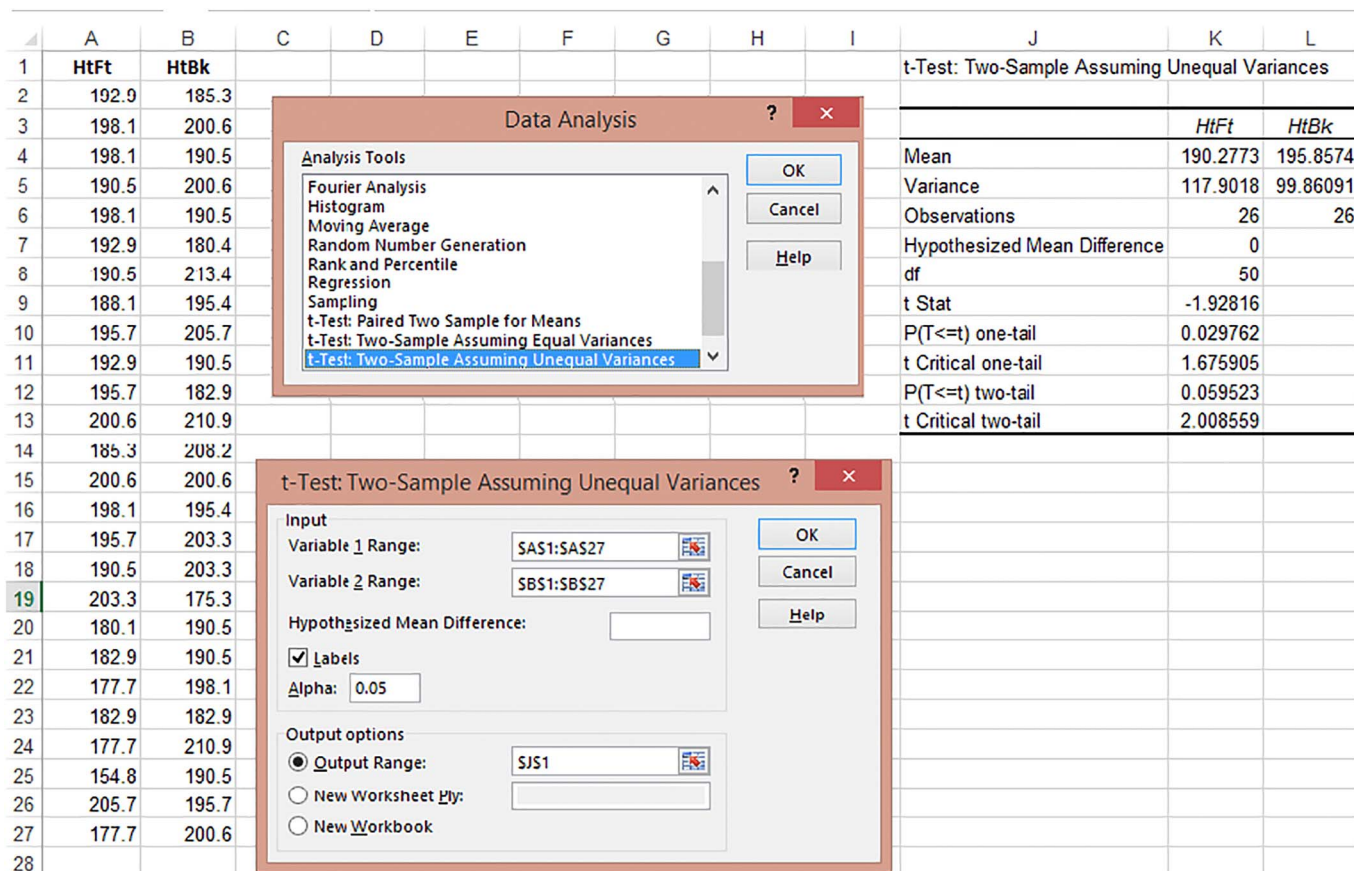 A B C D E F G H I J K L
1 HtFt HtBk t-Test: Two-Sample Assuming Unequal Variances
2 192.9 185.3
3 198.1 200.6 HtFt HtBk
4 198.1 190.5 Mean 190.2773 195.8574
5 190.5 200.6 Variance 117.9018 99.86091
6 198.1 190.5 Observations 26 26
7 192.9 180.4 Hypothesized Mean Difference 0
8 190.5 213.4 df 50
9 188.1 195.4 t Stat -1.92816
10 195.7 205.7 P(T<=t) one-tail 0.029762
11 192.9 190.5 t Critical one-tail 1.675905
12 195.7 182.9 P(T<=t) two-tail 0.059523
13 200.6 210.9 t Critical two-tail 2.008559
14 185.3 208.2
15 200.6 200.6
16 198.1 195.4
17 195.7 203.3
18 190.5 203.3
19 203.3 175.3
20 180.1 190.5
21 182.9 190.5
22 177.7 198.1
23 182.9 182.9
24 177.7 210.9
25 154.8 190.5
26 205.7 195.7
27 177.7 200.6
28
Data Analysis ? ×
Analysis Tools
Fourier Analysis
Histogram
Moving Average
Random Number Generation
Rank and Percentile
Regression
Sampling
t-Test: Paired Two Sample for Means
t-Test: Two-Sample Assuming Equal Variances
t-Test: Two-Sample Assuming Unequal Variances
OK
Cancel
Help
t-Test: Two-Sample Assuming Unequal Variances ? ×
Input
Variable 1 Range: $A$1:$A$27
Variable 2 Range: $B$1:$B$27
Hypothesized Mean Difference:
Labels
Alpha: 0.05
Output options
Output Range: $J$1
New Worksheet Ply:
New Workbook
OK
Cancel
Help